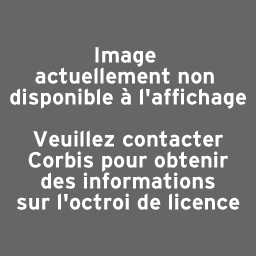 Image
actuellement non
disponible à l'affichage
Veuillez contacter
Corbis pour obtenir
des informations
sur l'octroi de licence